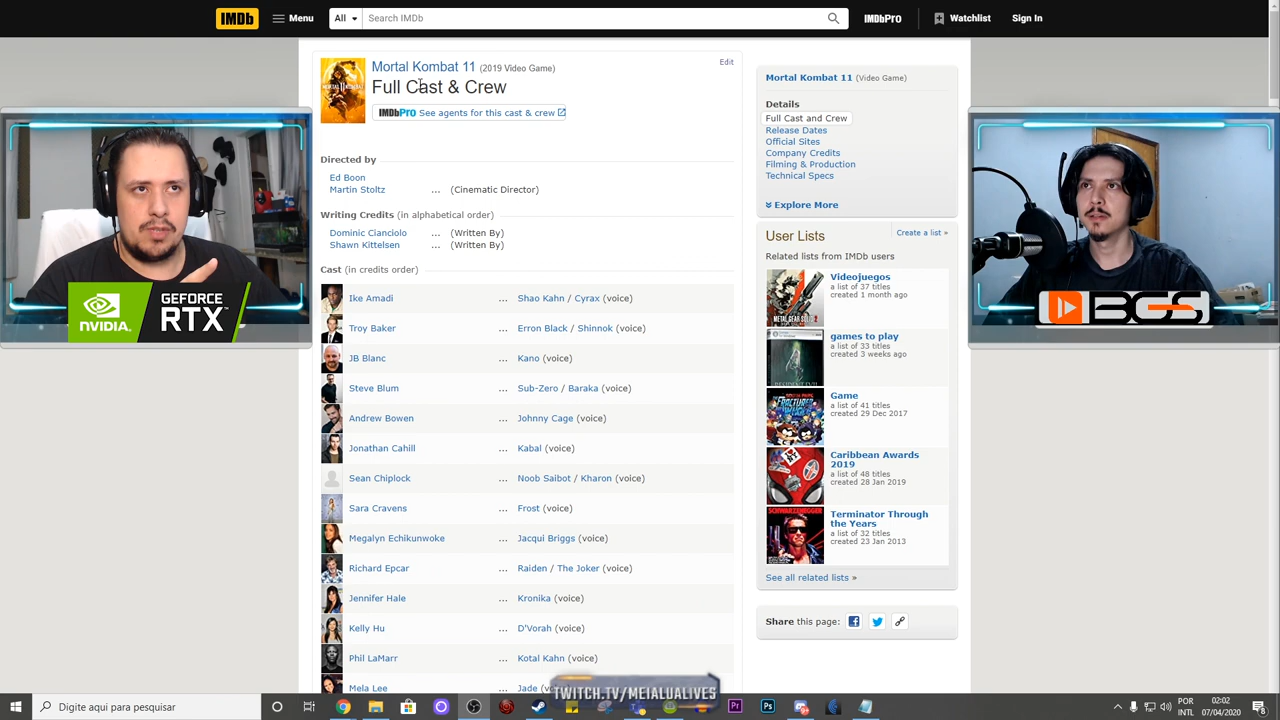 IMDb Menu All Search IMDb IMDbPro Watchlist Sign In
Mortal Kombat 11 (2019 Video Game)
Edit
Full Cast & Crew
IMDbPro See agents for this cast & crew
Directed by
Ed Boon
Martin Stoltz ... (Cinematic Director)
Writing Credits (in alphabetical order)
Dominic Cianciolo ... (Written By)
Shawn Kittelsen ... (Written By)
Cast (in credits order)
Ike Amadi ... Shao Kahn / Cyrax (voice)
Troy Baker ... Erron Black / Shinnok (voice)
JB Blanc ... Kano (voice)
Steve Blum ... Sub-Zero / Baraka (voice)
Andrew Bowen ... Johnny Cage (voice)
Jonathan Cahill ... Kabal (voice)
Sean Chiplock ... Noob Saibot / Kharon (voice)
Sara Cravens ... Frost (voice)
Megalyn Echikunwoke ... Jacqui Briggs (voice)
Richard Epcar ... Raiden / The Joker (voice)
Jennifer Hale ... Kronika (voice)
Kelly Hu ... D'Vorah (voice)
Phil LaMarr ... Kotal Kahn (voice)
Mela Lee ... Jade
Mortal Kombat 11 (Video Game)
Details
Full Cast and Crew
Release Dates
Official Sites
Company Credits
Filming & Production
Technical Specs
Explore More
User Lists
Create a list »
Related lists from IMDb users
Videojuegos
a list of 37 titles
created 1 month ago
games to play
a list of 33 titles
created 3 weeks ago
Game
a list of 41 titles
created 29 Dec 2017
Caribbean Awards
2019
a list of 48 titles
created 28 Jan 2019
Terminator Through
the Years
a list of 32 titles
created 23 Jan 2013
See all related lists »
Share this page:
NVIDIA.
GEFORCE
RTX
BGS
SCHWARZENEGGER
TWITCH.TV/MEIALUALIVES
Digite aqui para pesquisar
POR
INTL
02:02
07/04/2020